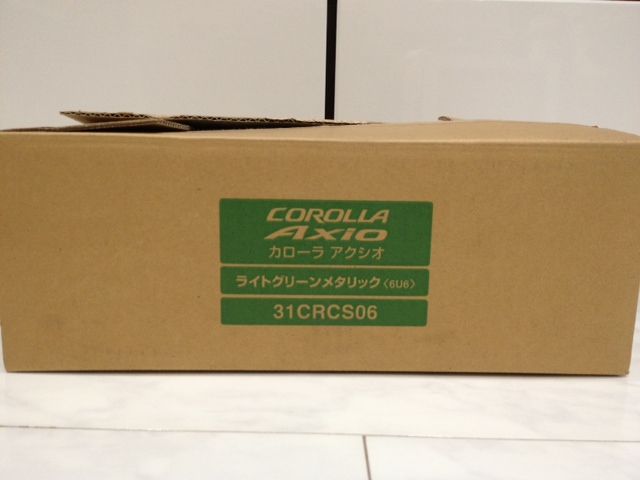 COROLLA
AXIO
カローラ アクシオ
ライトグリーンメタリック〈6U6〉
31CRCS06